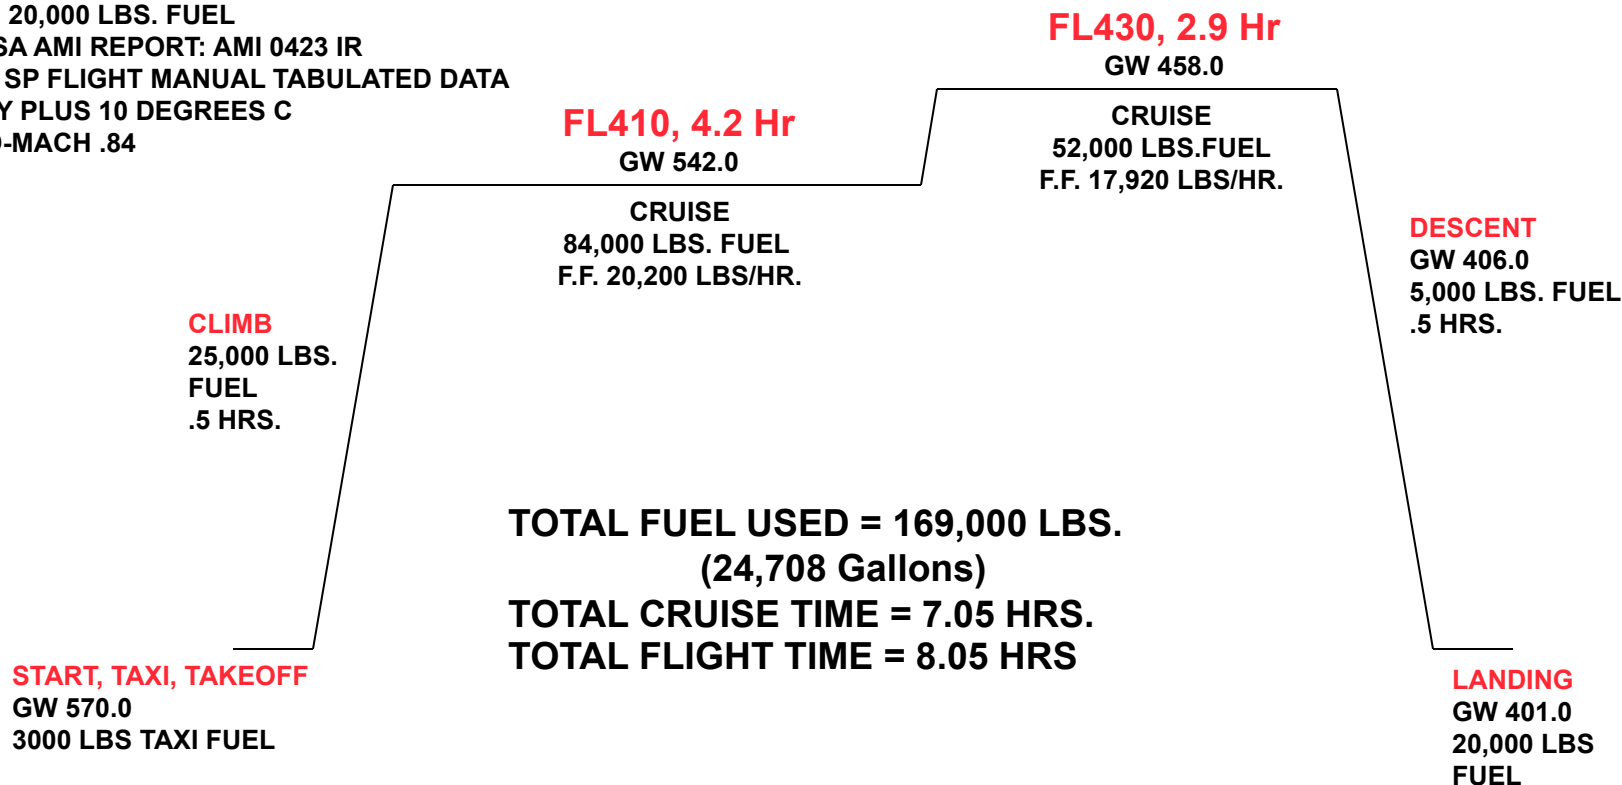 20,000 LBS. FUEL
SA AMI REPORT: AMI 0423 IR
SP FLIGHT MANUAL TABULATED DATA
Y PLUS 10 DEGREES C
-MACH .84
FL410, 4.2 Hr
GW 542.0
CRUISE
84,000 LBS. FUEL
F.F. 20,200 LBS/HR.
FL430, 2.9 Hr
GW 458.0
CRUISE
52,000 LBS.FUEL
F.F. 17,920 LBS/HR.
DESCENT
GW 406.0
5,000 LBS. FUEL
.5 HRS.
CLIMB
25,000 LBS.
FUEL
.5 HRS.
TOTAL FUEL USED = 169,000 LBS.
(24,708 Gallons)
TOTAL CRUISE TIME = 7.05 HRS.
TOTAL FLIGHT TIME = 8.05 HRS
START, TAXI, TAKEOFF
GW 570.0
3000 LBS TAXI FUEL
LANDING
GW 401.0
20,000 LBS
FUEL